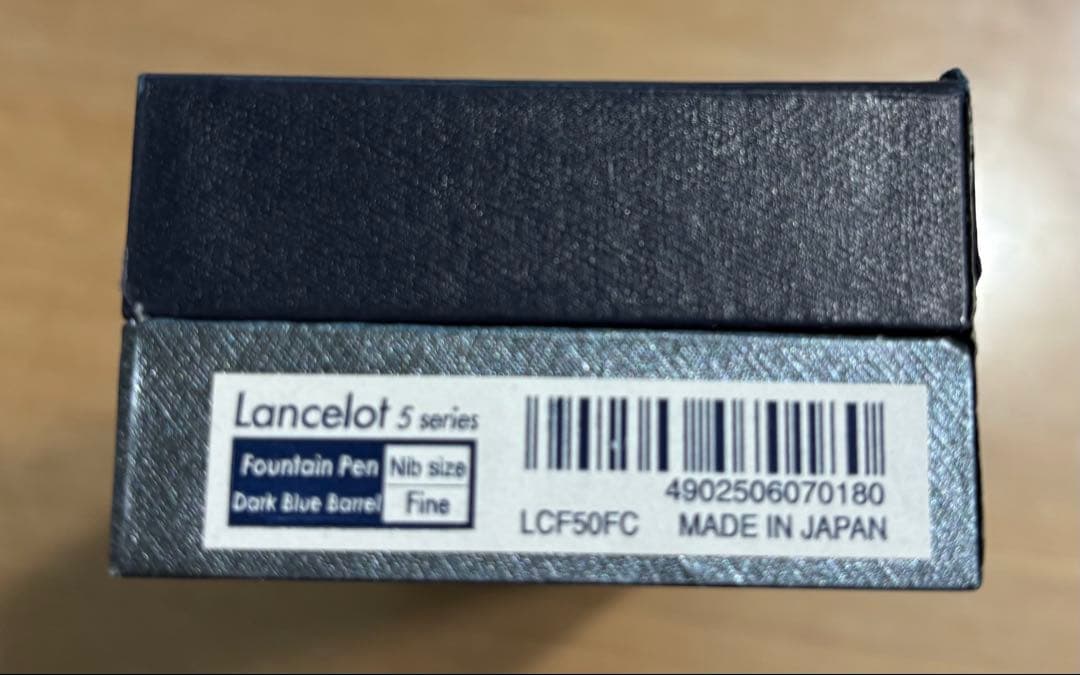 Lancelot 5 series
Fountain Pen Nib size
Dark Blue Barrel Fine
4902506070180
LCF50FC MADE IN JAPAN